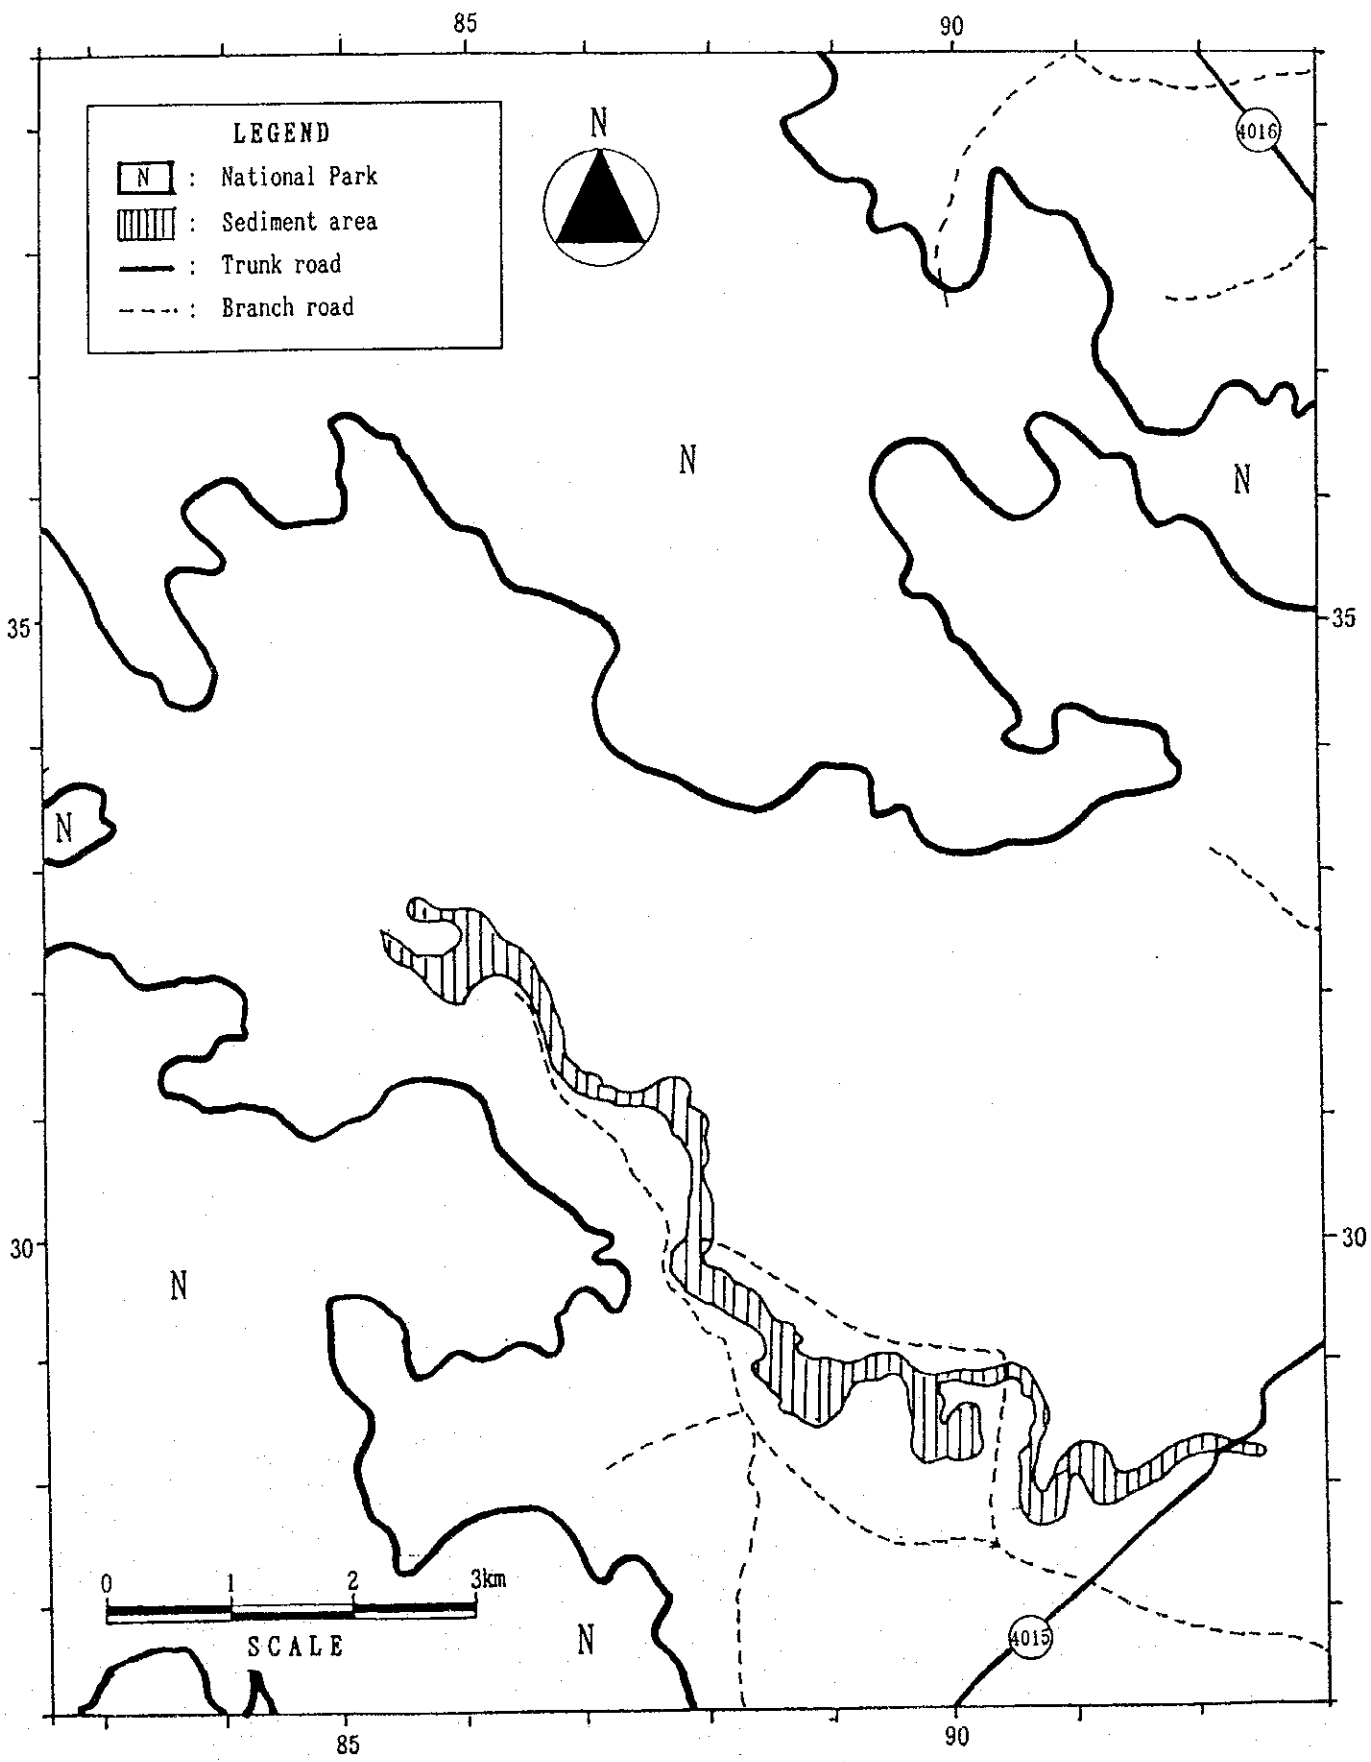 85 90
LEGEND
N : National Park
: Sediment area
: Trunk road
: Branch road
N
4016
N
N
35 35
N
30 30
N
0 1 2 3km
SCALE
N
4015
85 90